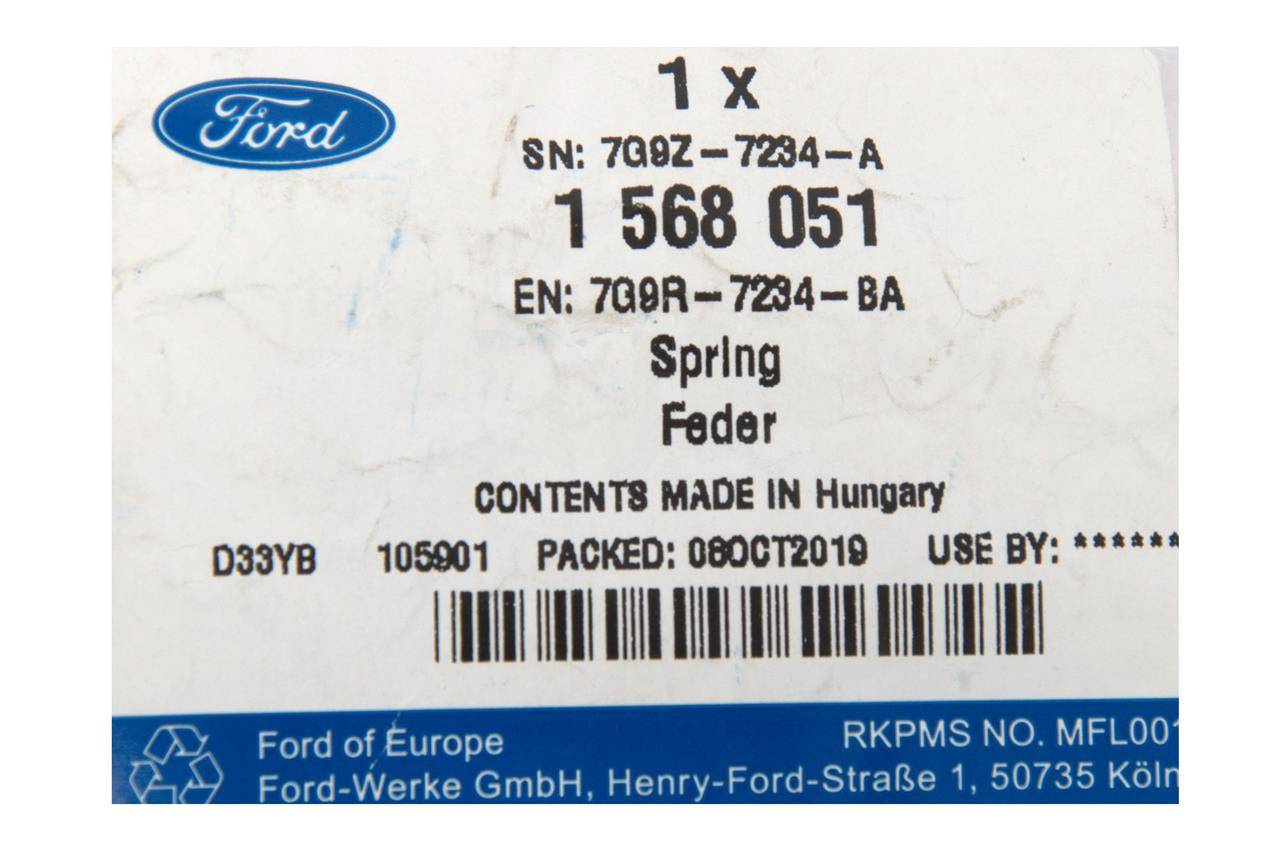 Ford
1 x
SN: 7G9Z-7234-A
1 568 051
EN: 7G9R-7234-BA
Spring
Feder
CONTENTS MADE IN Hungary
D33YB 105901 PACKED: 08OCT2019 USE BY: ******
Ford of Europe RKPMS NO. MFL001
Ford-Werke GmbH, Henry-Ford-Straße 1, 50735 Köln